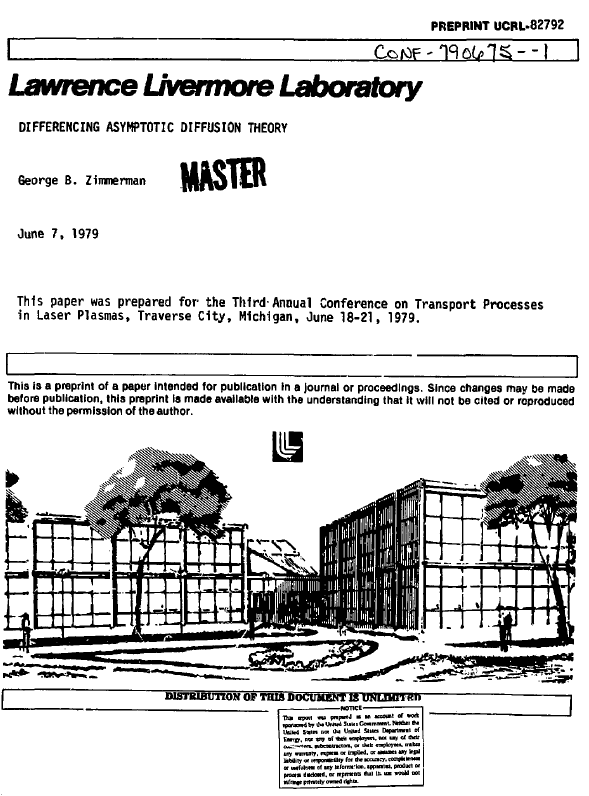 PREPRINT UCRL-82792
CONF-790675--1
Lawrence Livermore Laboratory
DIFFERENCING ASYMPTOTIC DIFFUSION THEORY
George B. Zimmerman
MASTER
June 7, 1979
This paper was prepared for the Third Annual Conference on Transport Processes
in Laser Plasmas, Traverse City, Michigan, June 18-21, 1979.
This is a preprint of a paper intended for publication in a journal or proceedings. Since changes may be made
before publication, this preprint is made available with the understanding that it will not be cited or reproduced
without the permission of the author.
DISTRIBUTION OF THIS DOCUMENT IS UNLIMITED
NOTICE
This report was prepared as an account of work
sponsored by the United States Government. Neither the
United States nor the United States Department of
Energy, nor any of their employees, nor any of their
contractors, subcontractors, or their employees, makes
any warranty, express or implied, or assumes any legal
liability or responsibility for the accuracy, completeness
or usefulness of any information, apparatus, product or
process disclosed, or represents that its use would not
infringe privately owned rights.